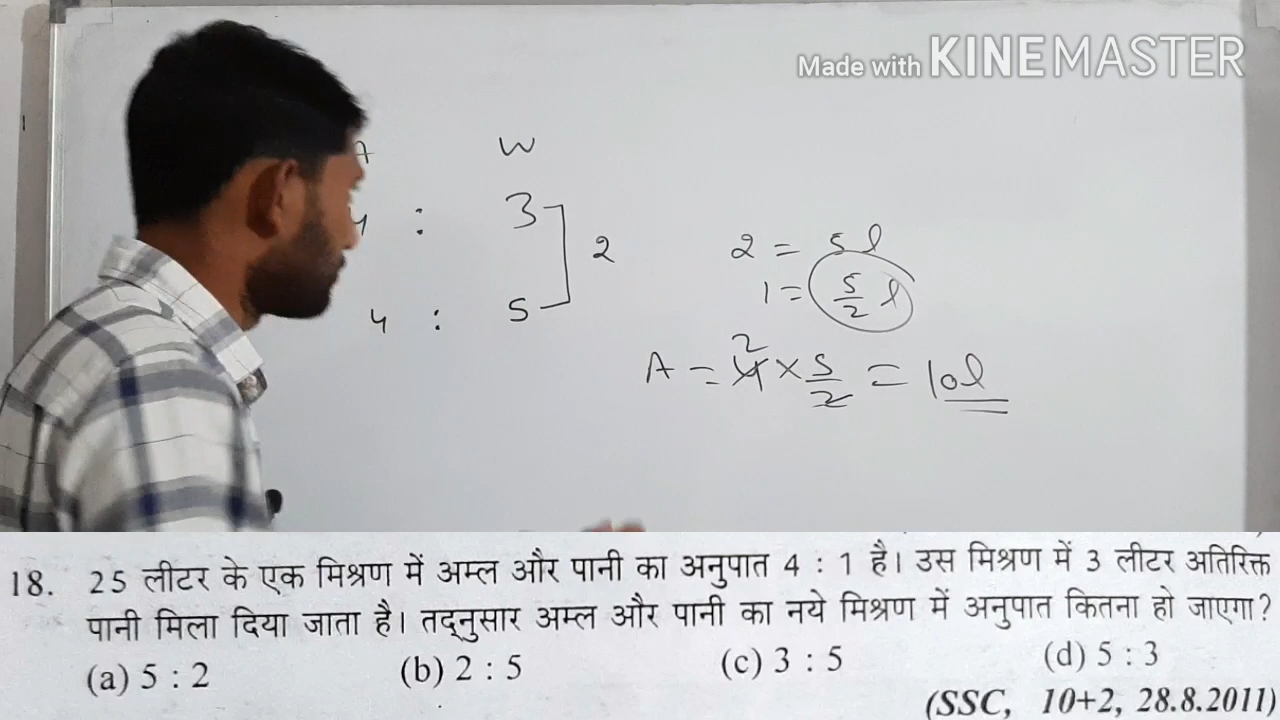 Made with KINEMASTER
W
: 3
2
4 : 5
2 = 5 l
1 = 5/2 l
A = 4 2 × 5/2 = 10 l
18. 25 लीटर के एक मिश्रण में अम्ल और पानी का अनुपात 4 : 1 है। उस मिश्रण में 3 लीटर अतिरिक्त
पानी मिला दिया जाता है। तद्नुसार अम्ल और पानी का नये मिश्रण में अनुपात कितना हो जाएगा?
(a) 5 : 2 (b) 2 : 5 (c) 3 : 5 (d) 5 : 3
(SSC, 10+2, 28.8.2011)